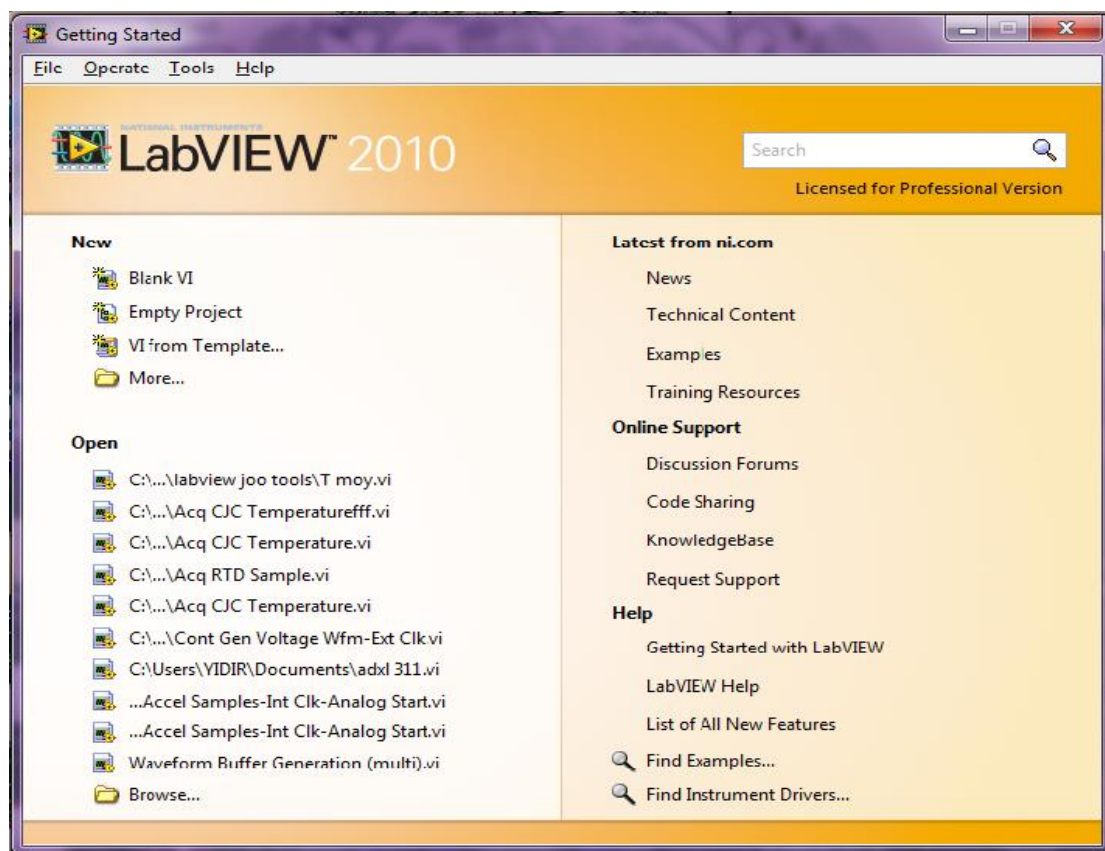 Getting Started
File Operate Tools Help
NATIONAL INSTRUMENTS
LabVIEW™ 2010
Search
Licensed for Professional Version
New
Blank VI
Empty Project
VI from Template...
More...
Open
C:\...\labview joo tools\T moy.vi
C:\...\Acq CJC Temperaturefff.vi
C:\...\Acq CJC Temperature.vi
C:\...\Acq RTD Sample.vi
C:\...\Acq CJC Temperature.vi
C:\...\Cont Gen Voltage Wfm-Ext Clk.vi
C:\Users\YIDIR\Documents\adxl 311.vi
...Accel Samples-Int Clk-Analog Start.vi
...Accel Samples-Int Clk-Analog Start.vi
Waveform Buffer Generation (multi).vi
Browse...
Latest from ni.com
News
Technical Content
Examples
Training Resources
Online Support
Discussion Forums
Code Sharing
KnowledgeBase
Request Support
Help
Getting Started with LabVIEW
LabVIEW Help
List of All New Features
Find Examples...
Find Instrument Drivers...